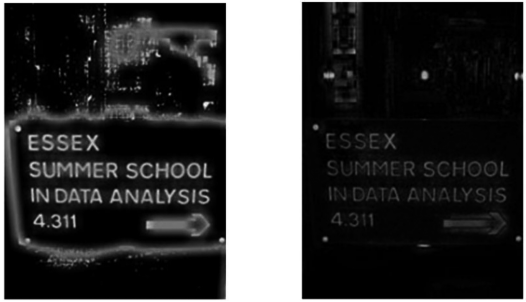 ESSEX
SUMMER SCHOOL
IN DATA ANALYSIS
4.311
ESSEX
SUMMER SCHOOL
IN DATA ANALYSIS
4.311